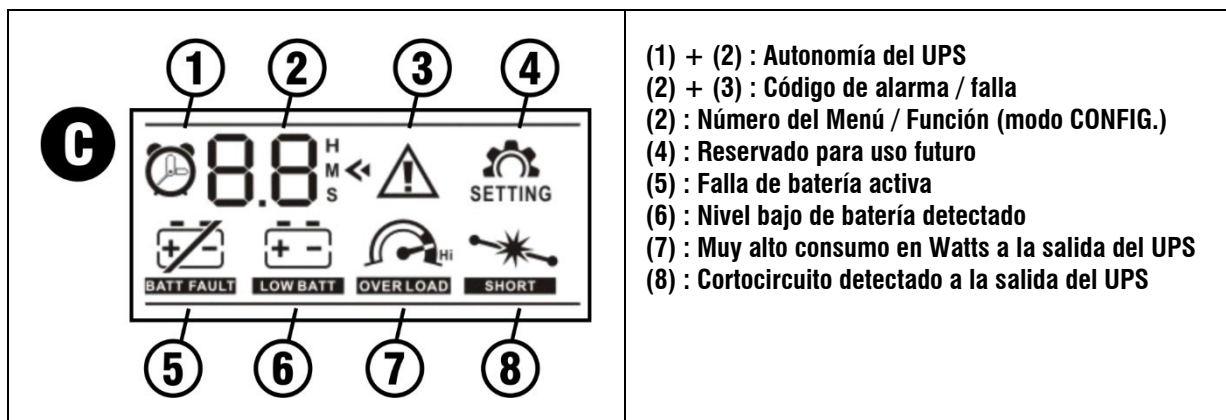 1 2 3 4
C
8.8 H
M
S
SETTING
Hi
BATT FAULT LOW BATT OVER LOAD SHORT
5 6 7 8
(1) + (2) : Autonomía del UPS
(2) + (3) : Código de alarma / falla
(2) : Número del Menú / Función (modo CONFIG.)
(4) : Reservado para uso futuro
(5) : Falla de batería activa
(6) : Nivel bajo de batería detectado
(7) : Muy alto consumo en Watts a la salida del UPS
(8) : Cortocircuito detectado a la salida del UPS